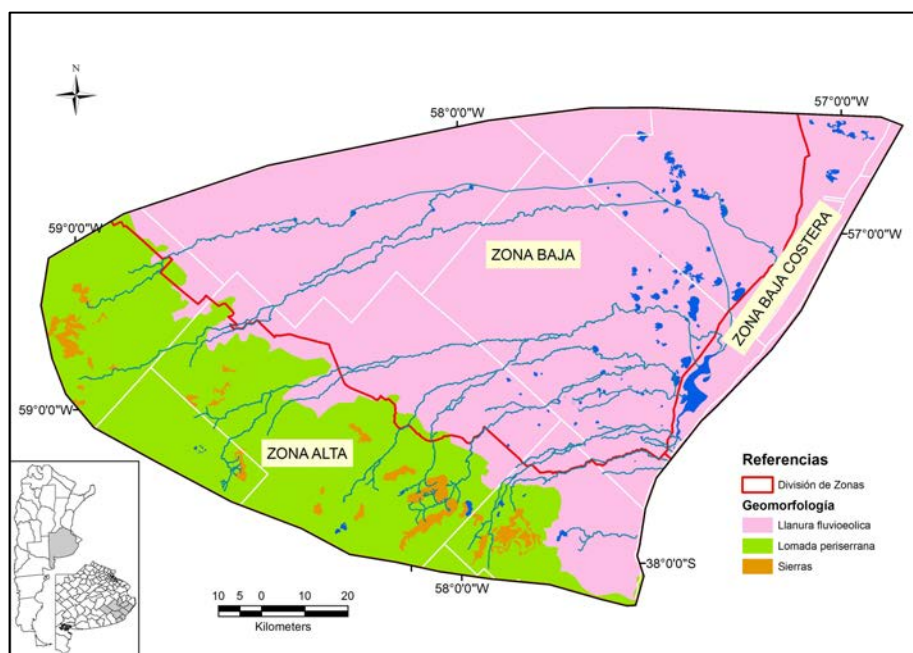 N
58°0'0"W
57°0'0"W
59°0'0"W
57°0'0"W
ZONA BAJA
ZONA BAJA COSTERA
59°0'0"W
ZONA ALTA
Referencias
División de Zonas
Geomorfología
Llanura fluvioeolica
Lomada periserrana
Sierras
38°0'0"S
58°0'0"W
10 5 0 10 20
Kilometers